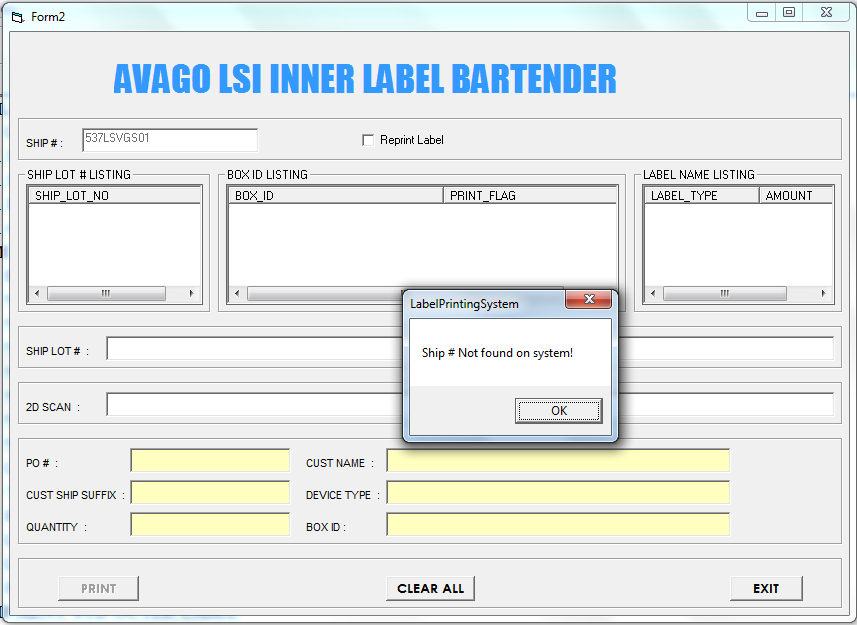 Form2
AVAGO LSI INNER LABEL BARTENDER
SHIP # :
537LSVGS01
Reprint Label
SHIP LOT # LISTING
BOX ID LISTING
LABEL NAME LISTING
SHIP_LOT_NO
BOX_ID
PRINT_FLAG
LABEL_TYPE
AMOUNT
LabelPrintingSystem
Ship # Not found on system!
OK
SHIP LOT # :
2D SCAN :
PO # :
CUST NAME :
CUST SHIP SUFFIX :
DEVICE TYPE :
QUANTITY :
BOX ID :
PRINT
CLEAR ALL
EXIT